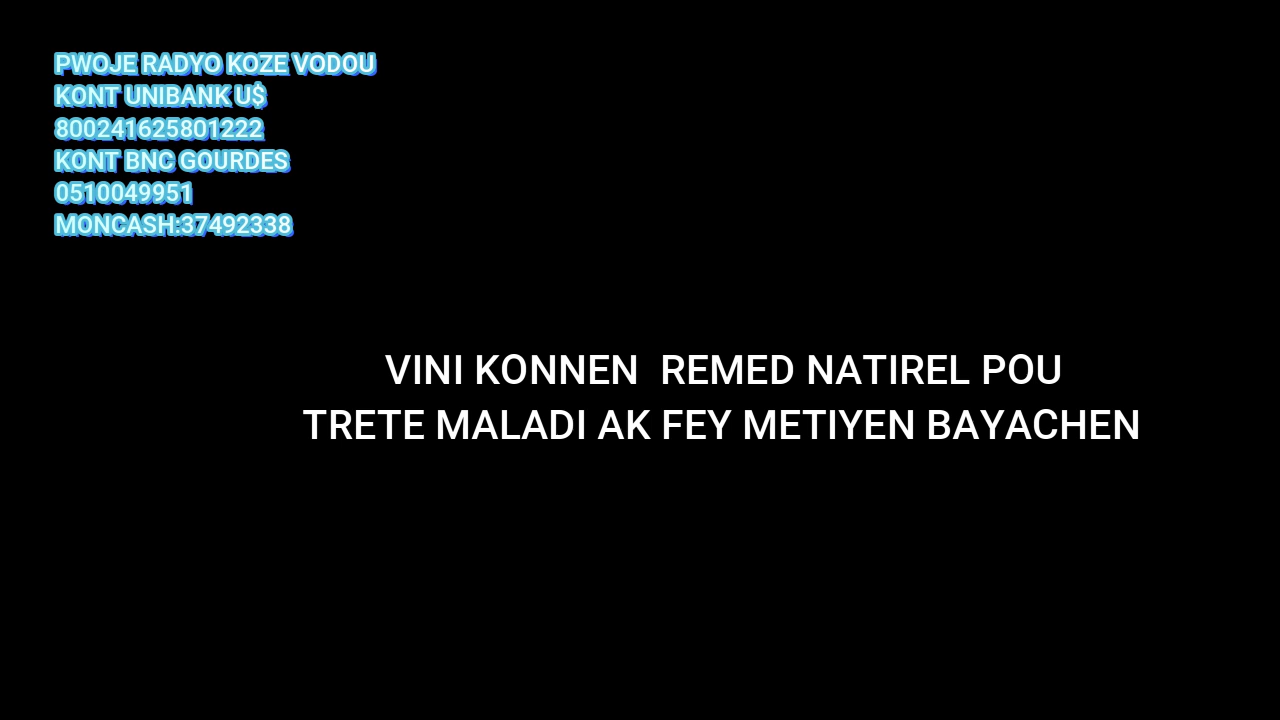 PWOJE RADYO KOZE VODOU
KONT UNIBANK U$
800241625801222
KONT BNC GOURDES
0510049951
MONCASH:37492338
VINI KONNEN  REMED NATIREL POU
TRETE MALADI AK FEY METIYEN BAYACHEN